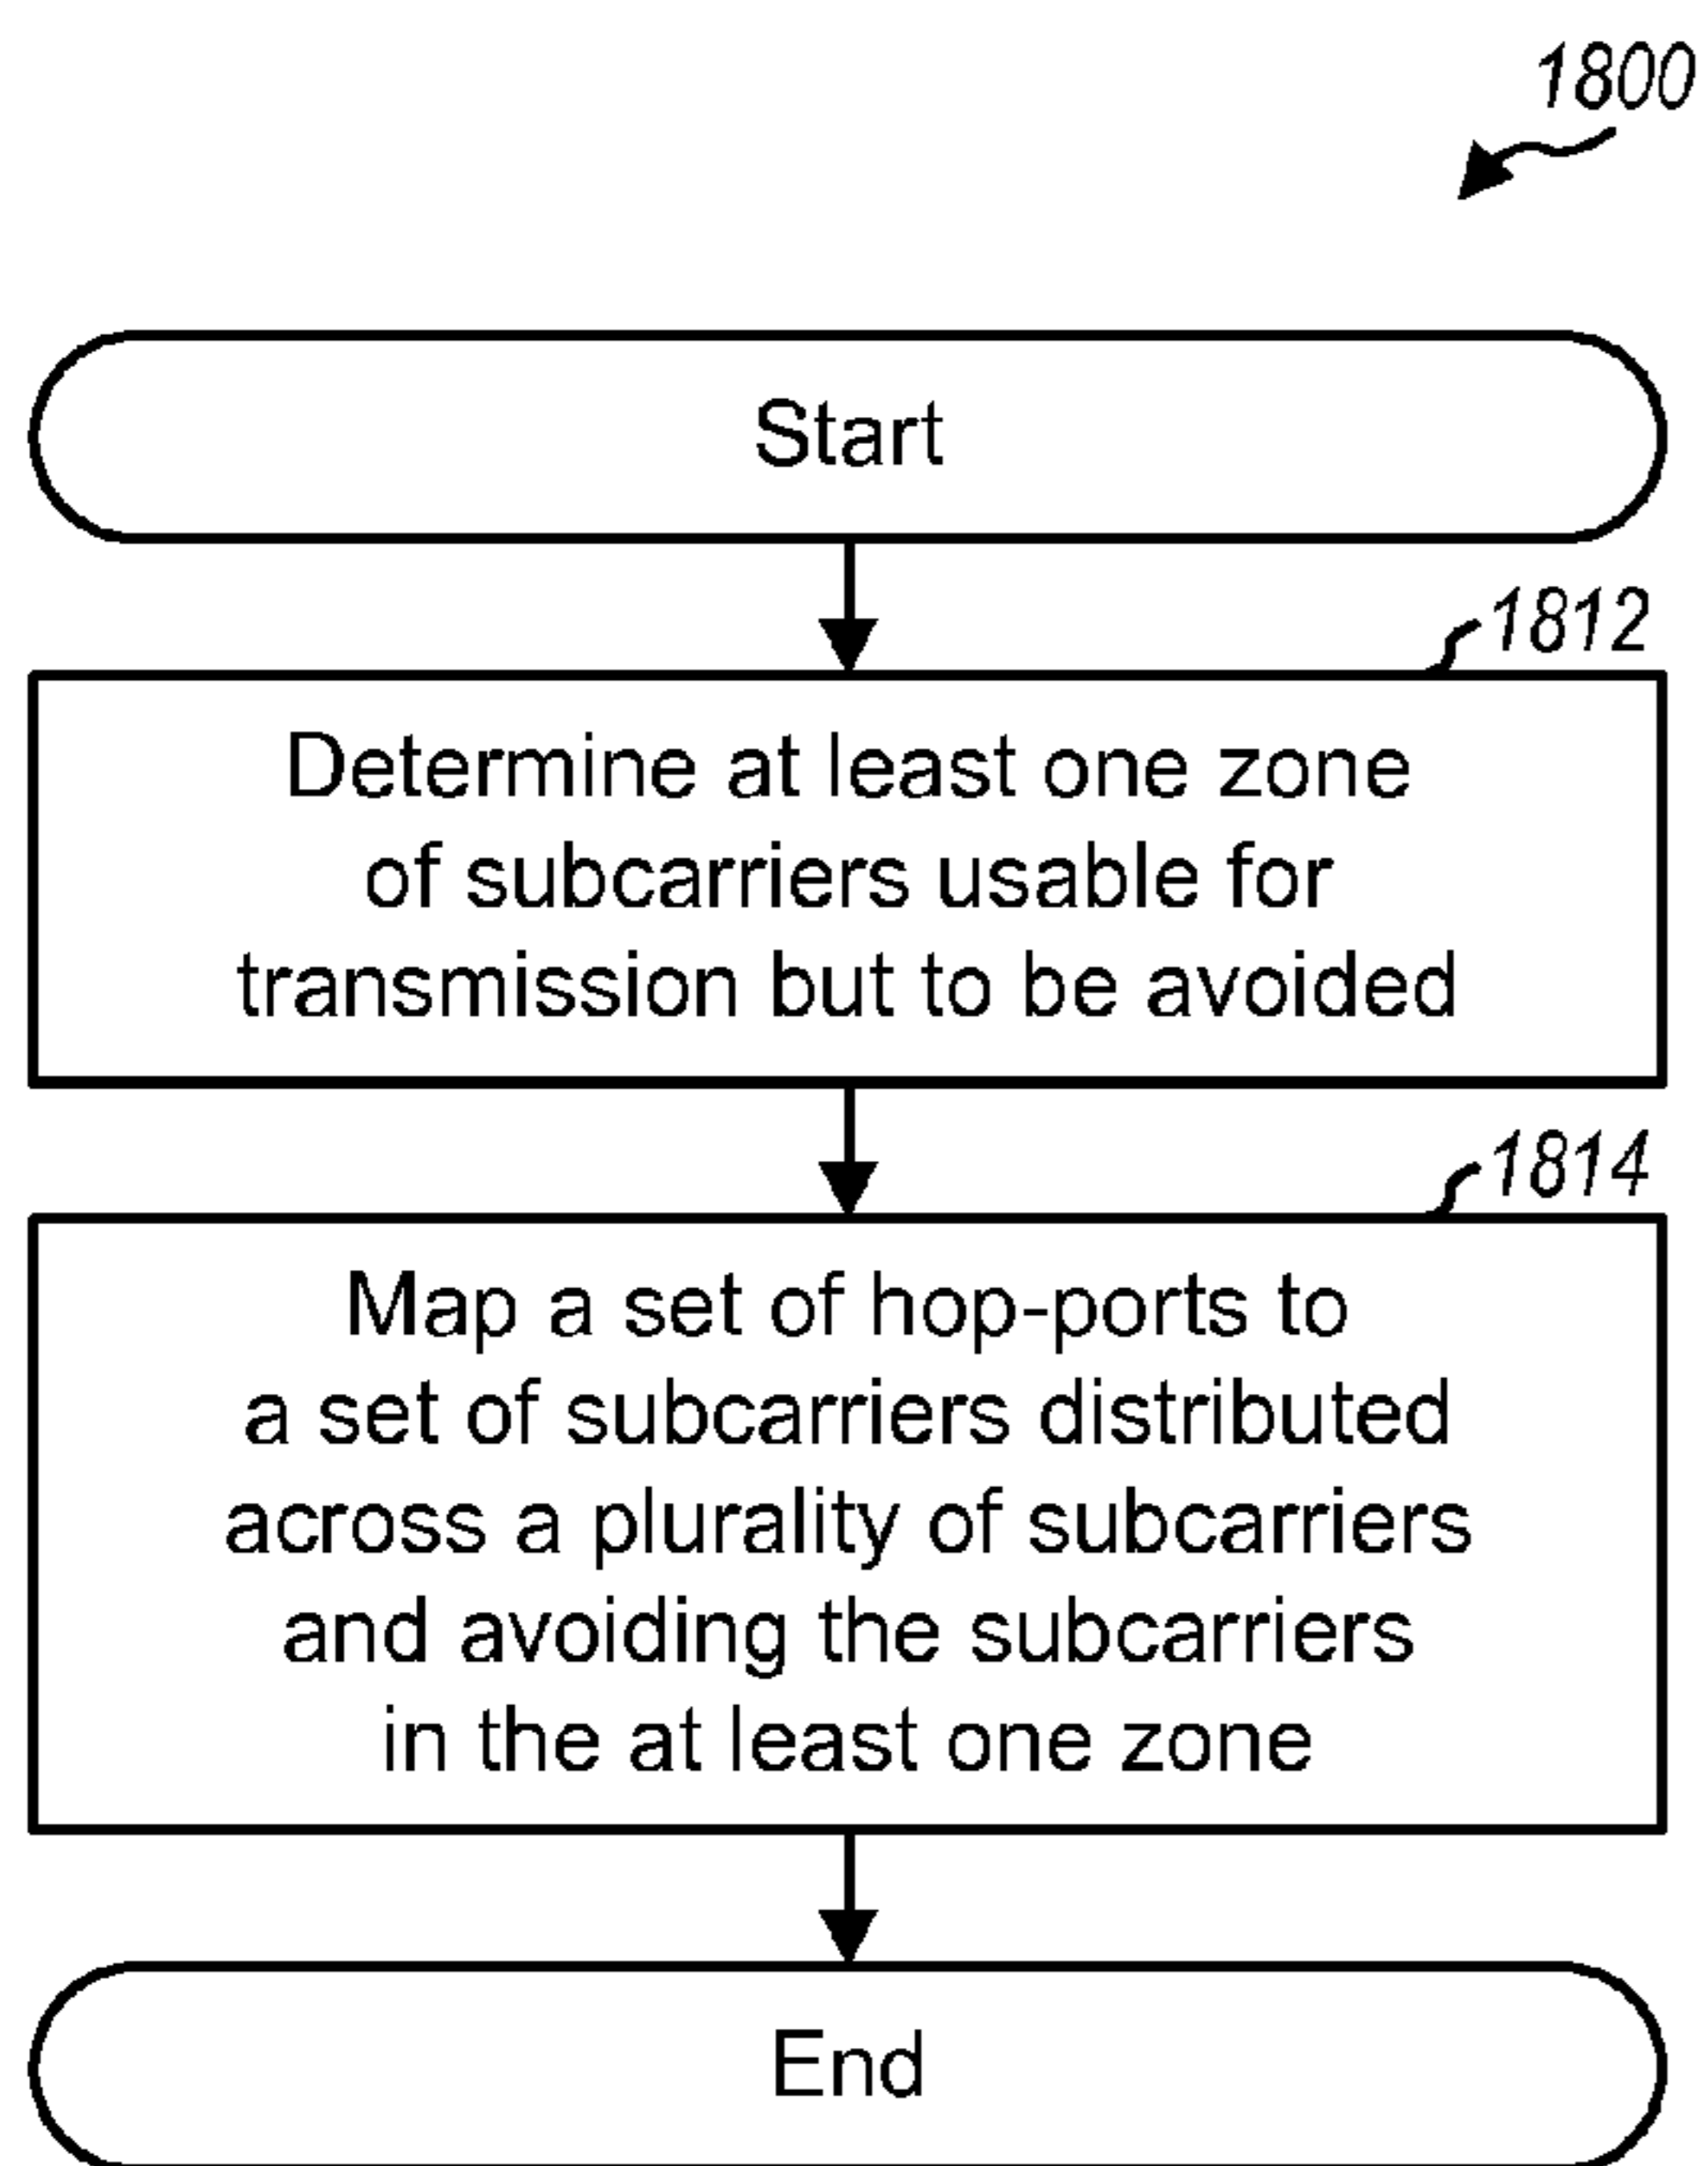 1800
Start
1812
Determine at least one zone
of subcarriers usable for
transmission but to be avoided
1814
Map a set of hop-ports to
a set of subcarriers distributed
across a plurality of subcarriers
and avoiding the subcarriers
in the at least one zone
End